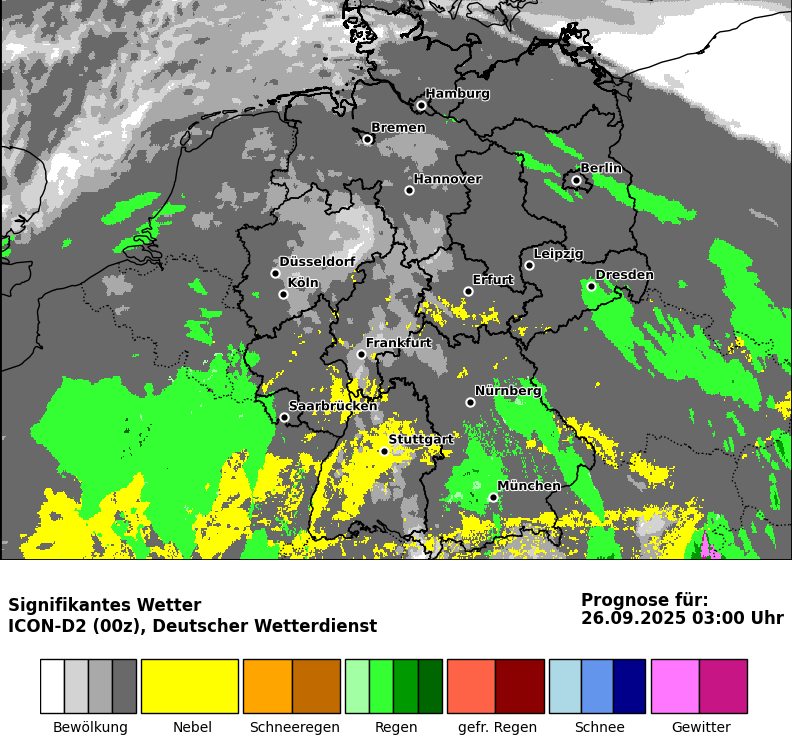 Hamburg
Bremen
Berlin
Hannover
Leipzig
Düsseldorf
Dresden
Köln
Erfurt
Frankfurt
Nürnberg
Saarbrücken
Stuttgart
München
Signifikantes Wetter
ICON-D2 (00z), Deutscher Wetterdienst
Prognose für:
26.09.2025 03:00 Uhr
Bewölkung
Nebel
Schneeregen
Regen
gefr. Regen
Schnee
Gewitter